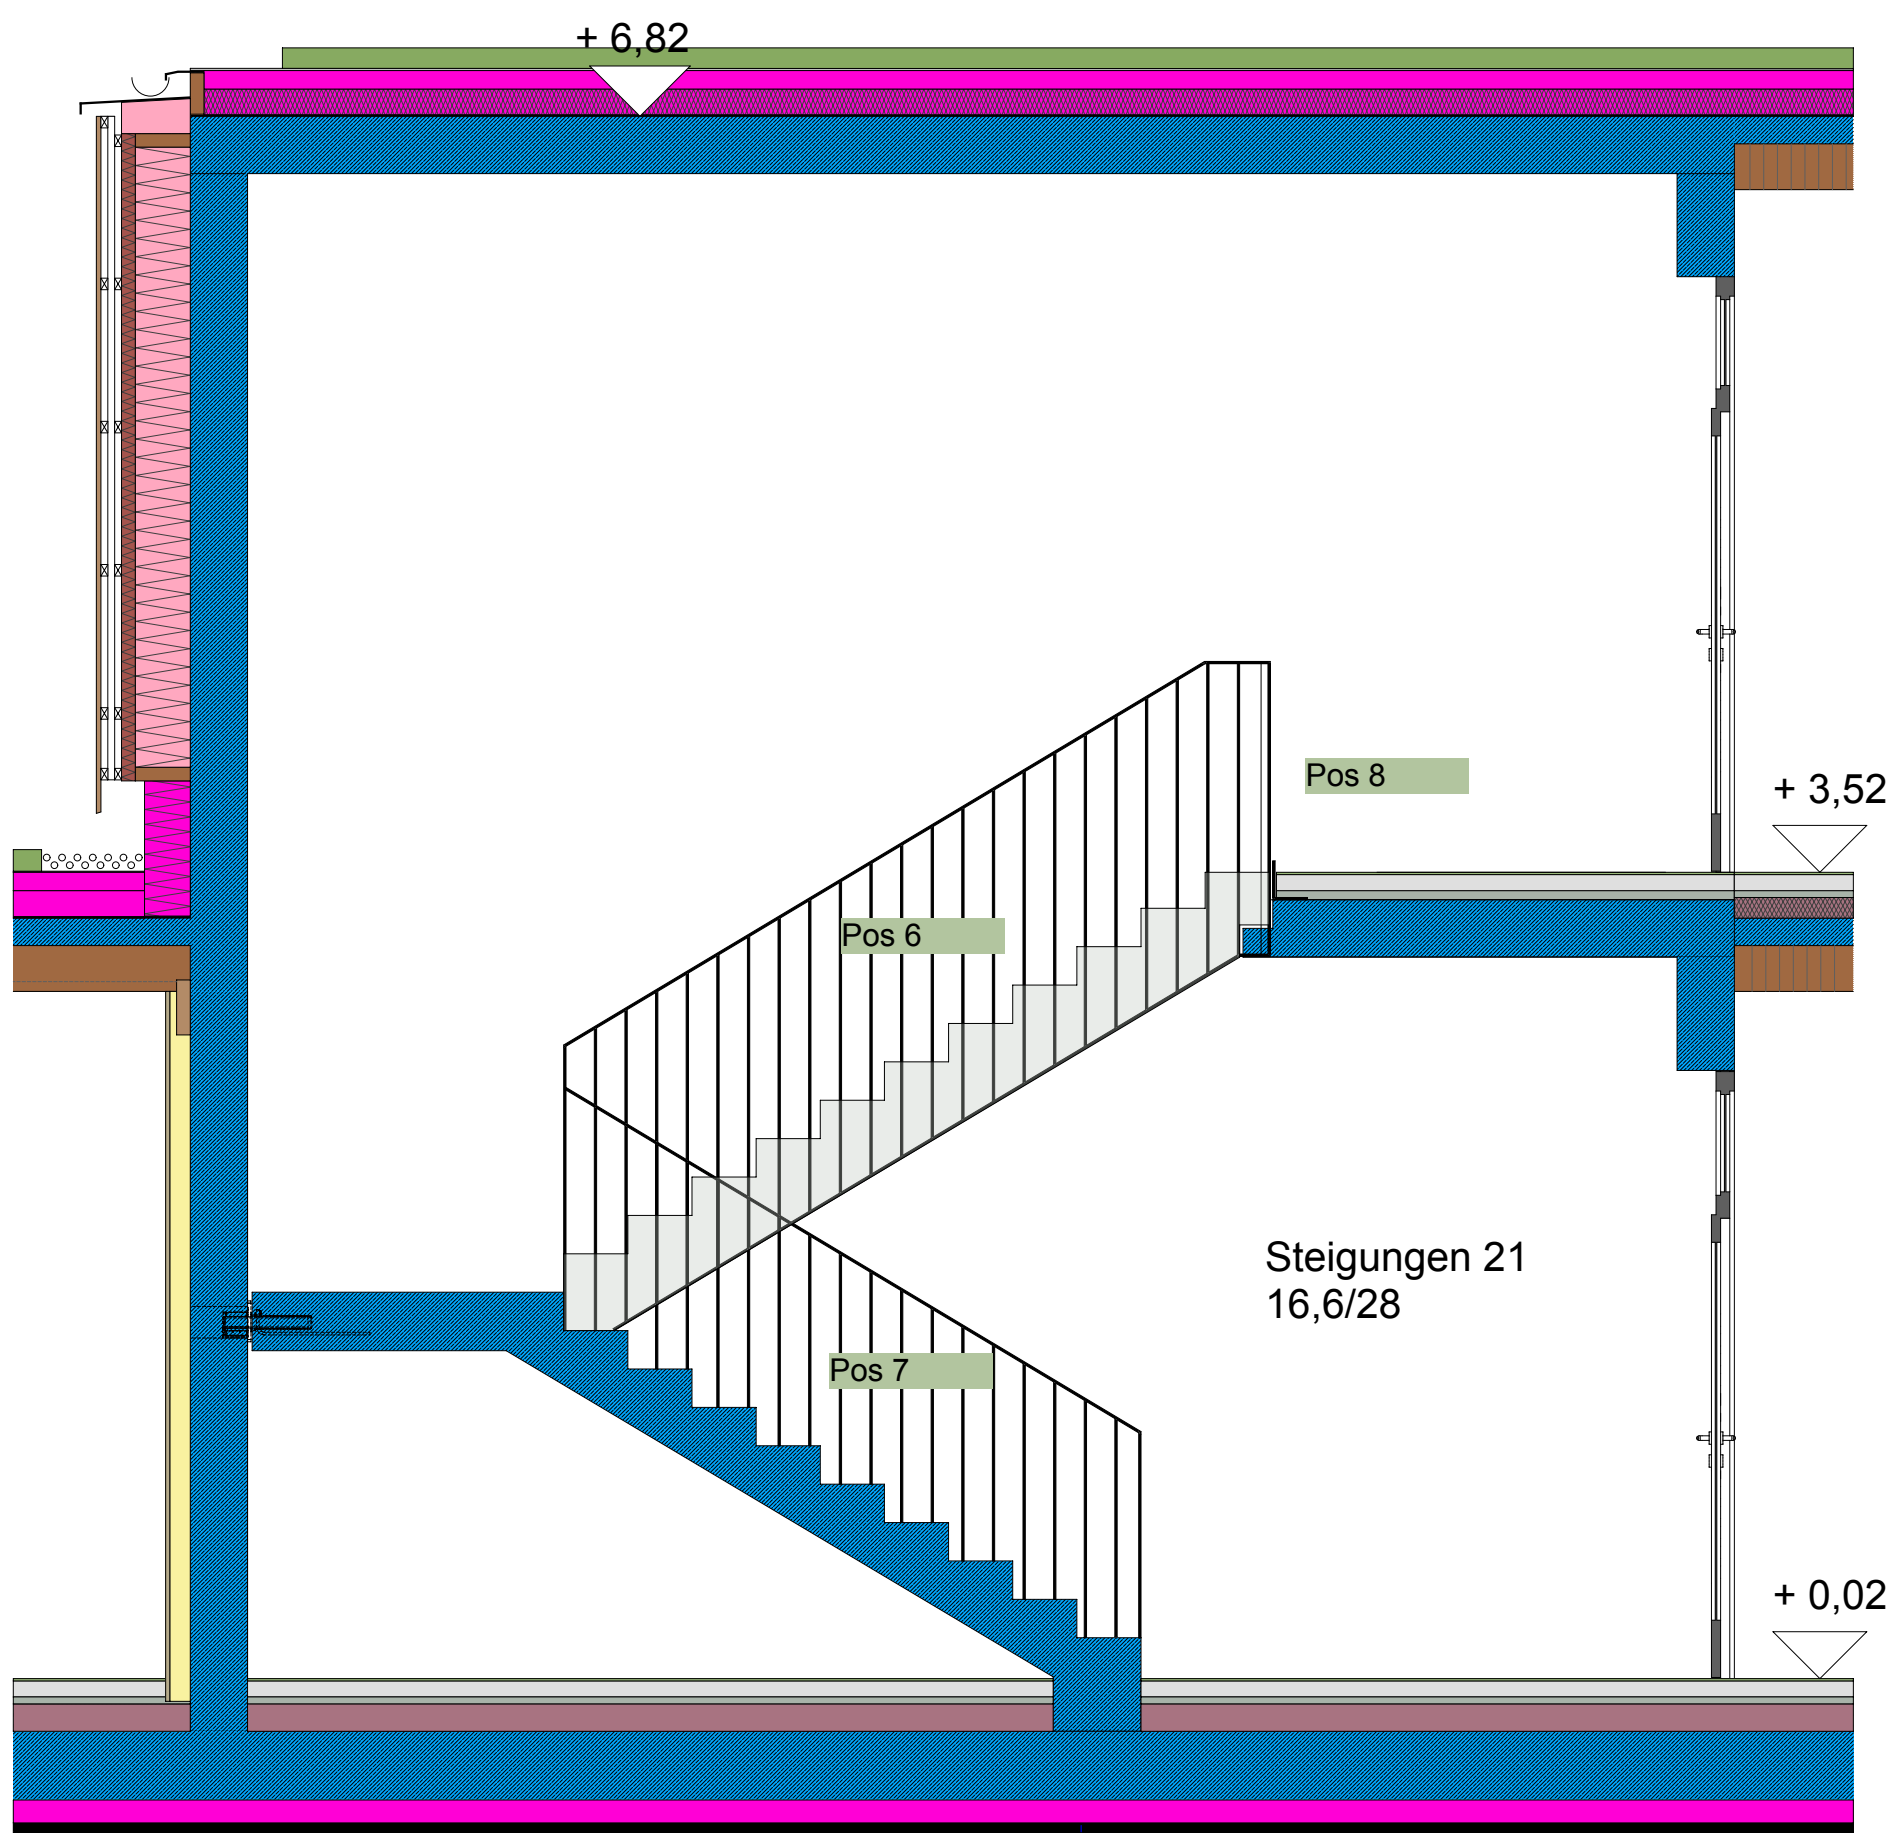 + 6,82
Pos 8
+ 3,52
Pos 6
Steigungen 21
16,6/28
Pos 7
+ 0,02